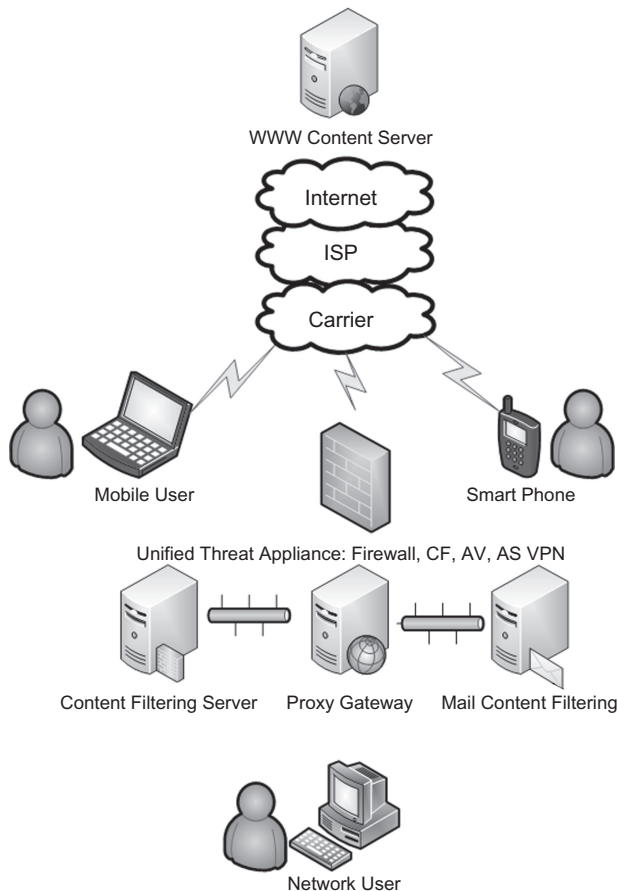 WWW Content Server
Internet
ISP
Carrier
Mobile User
Smart Phone
Unified Threat Appliance: Firewall, CF, AV, AS VPN
Content Filtering Server
Proxy Gateway
Mail Content Filtering
Network User